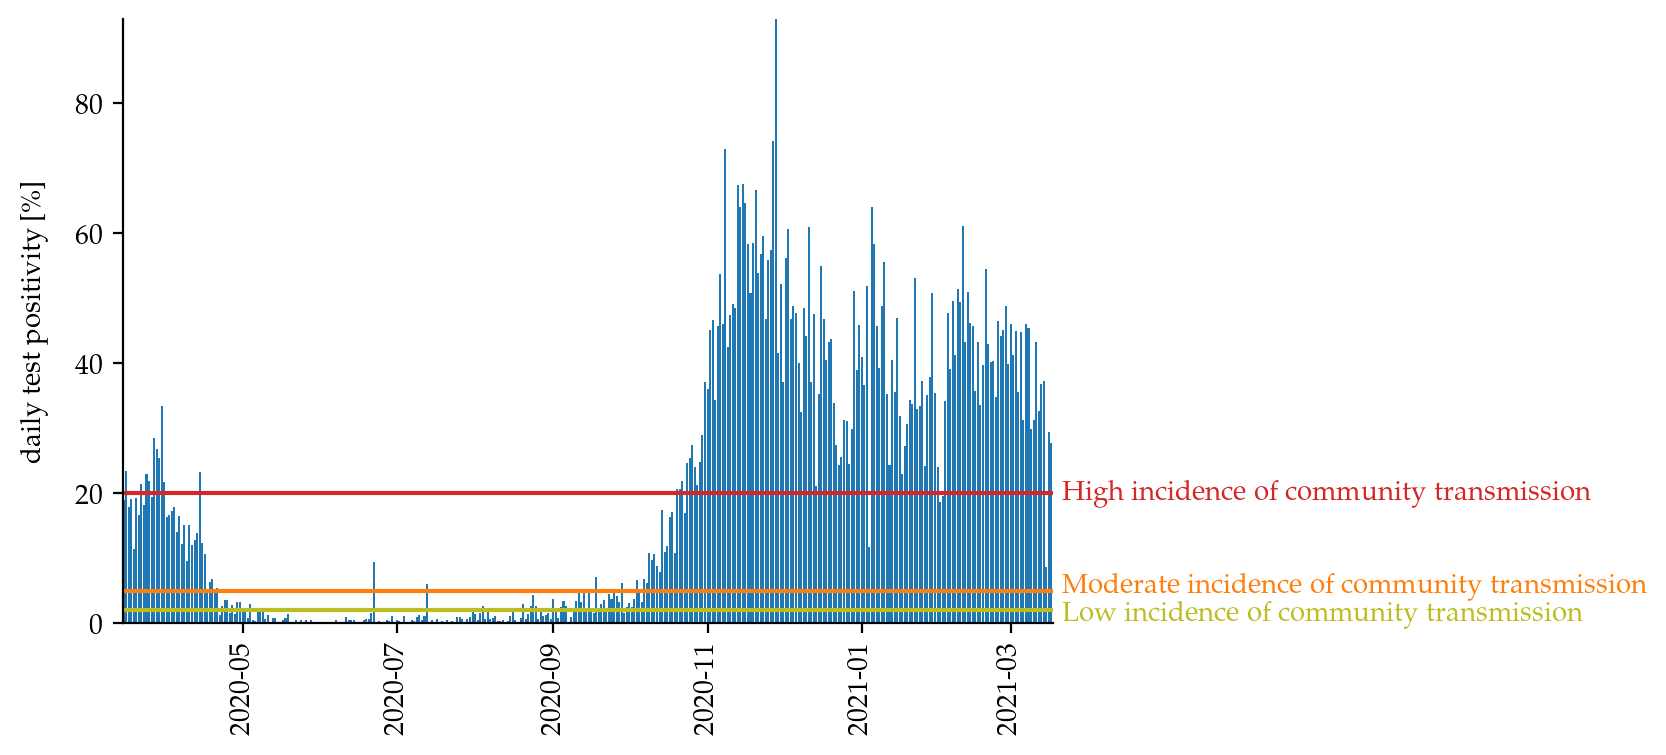 daily test positivity [%]
80
60
40
20
0
High incidence of community transmission
Moderate incidence of community transmission
Low incidence of community transmission
2020-05
2020-07
2020-09
2020-11
2021-01
2021-03